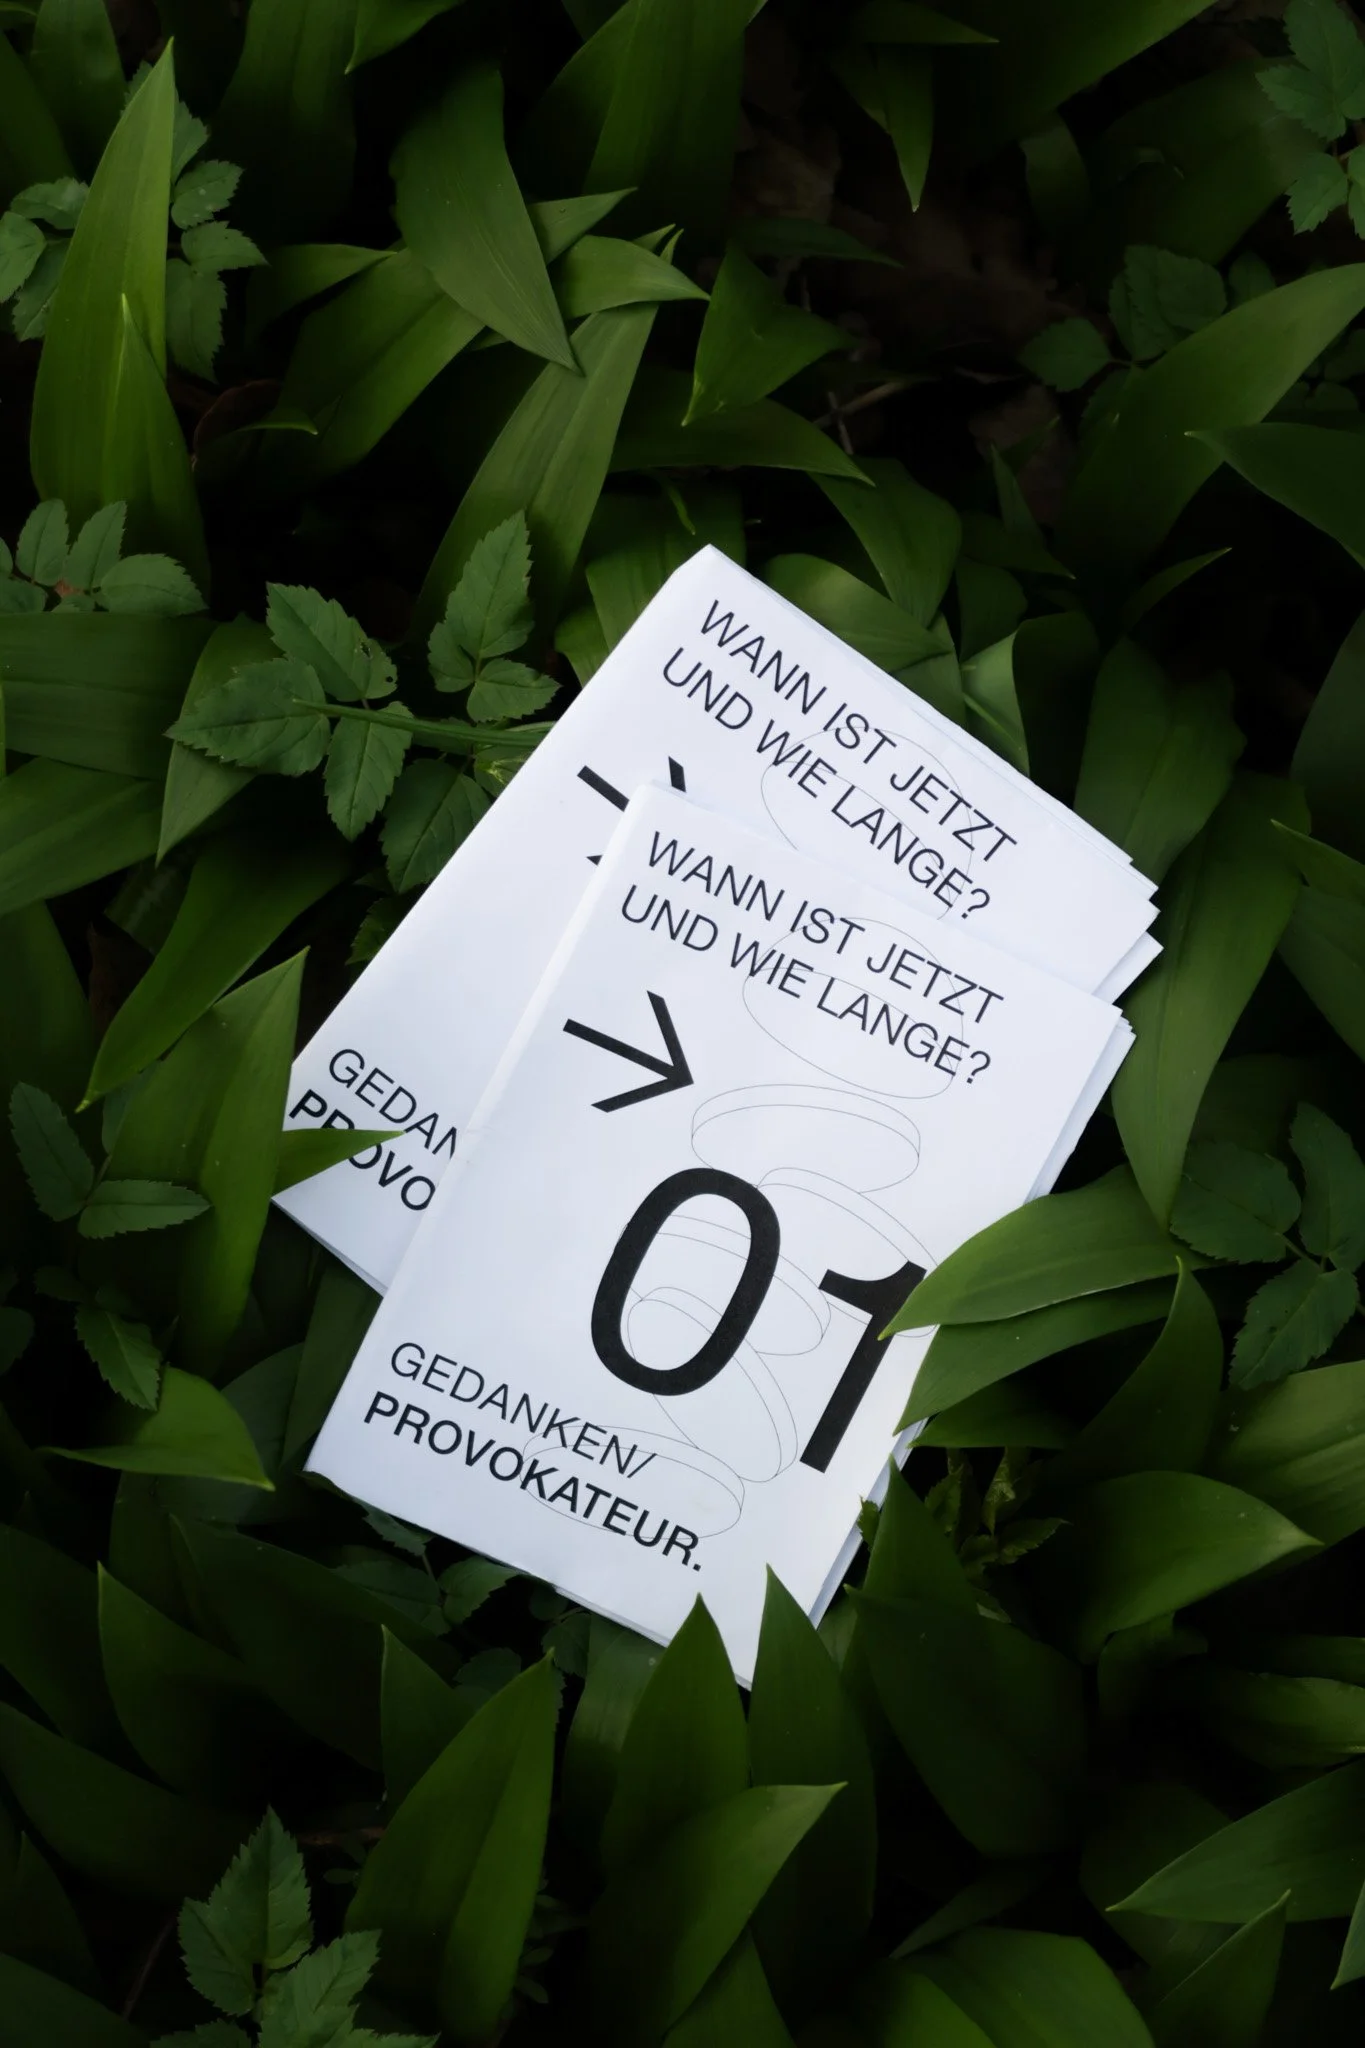 WANN IST JETZT
UND WIE LANGE?
GEDAN
PROVO
WANN IST JETZT
UND WIE LANGE?
→
01
GEDANKEN/
PROVOKATEUR.